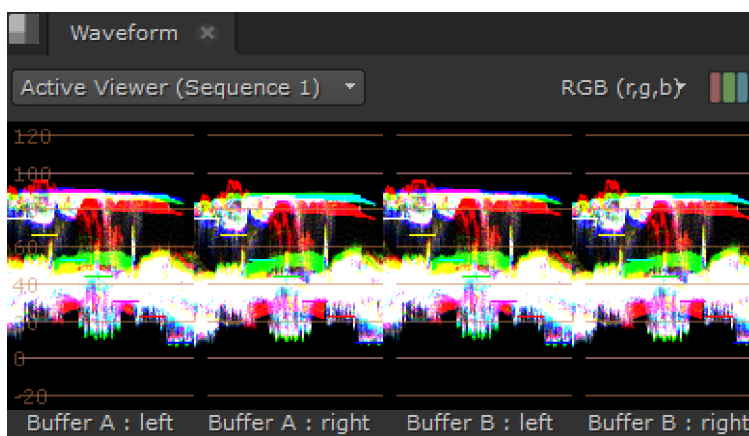 Waveform
Active Viewer (Sequence 1)
RGB (r,g,b)
120
100
60
40
20
0
-20
Buffer A : left
Buffer A : right
Buffer B : left
Buffer B : right